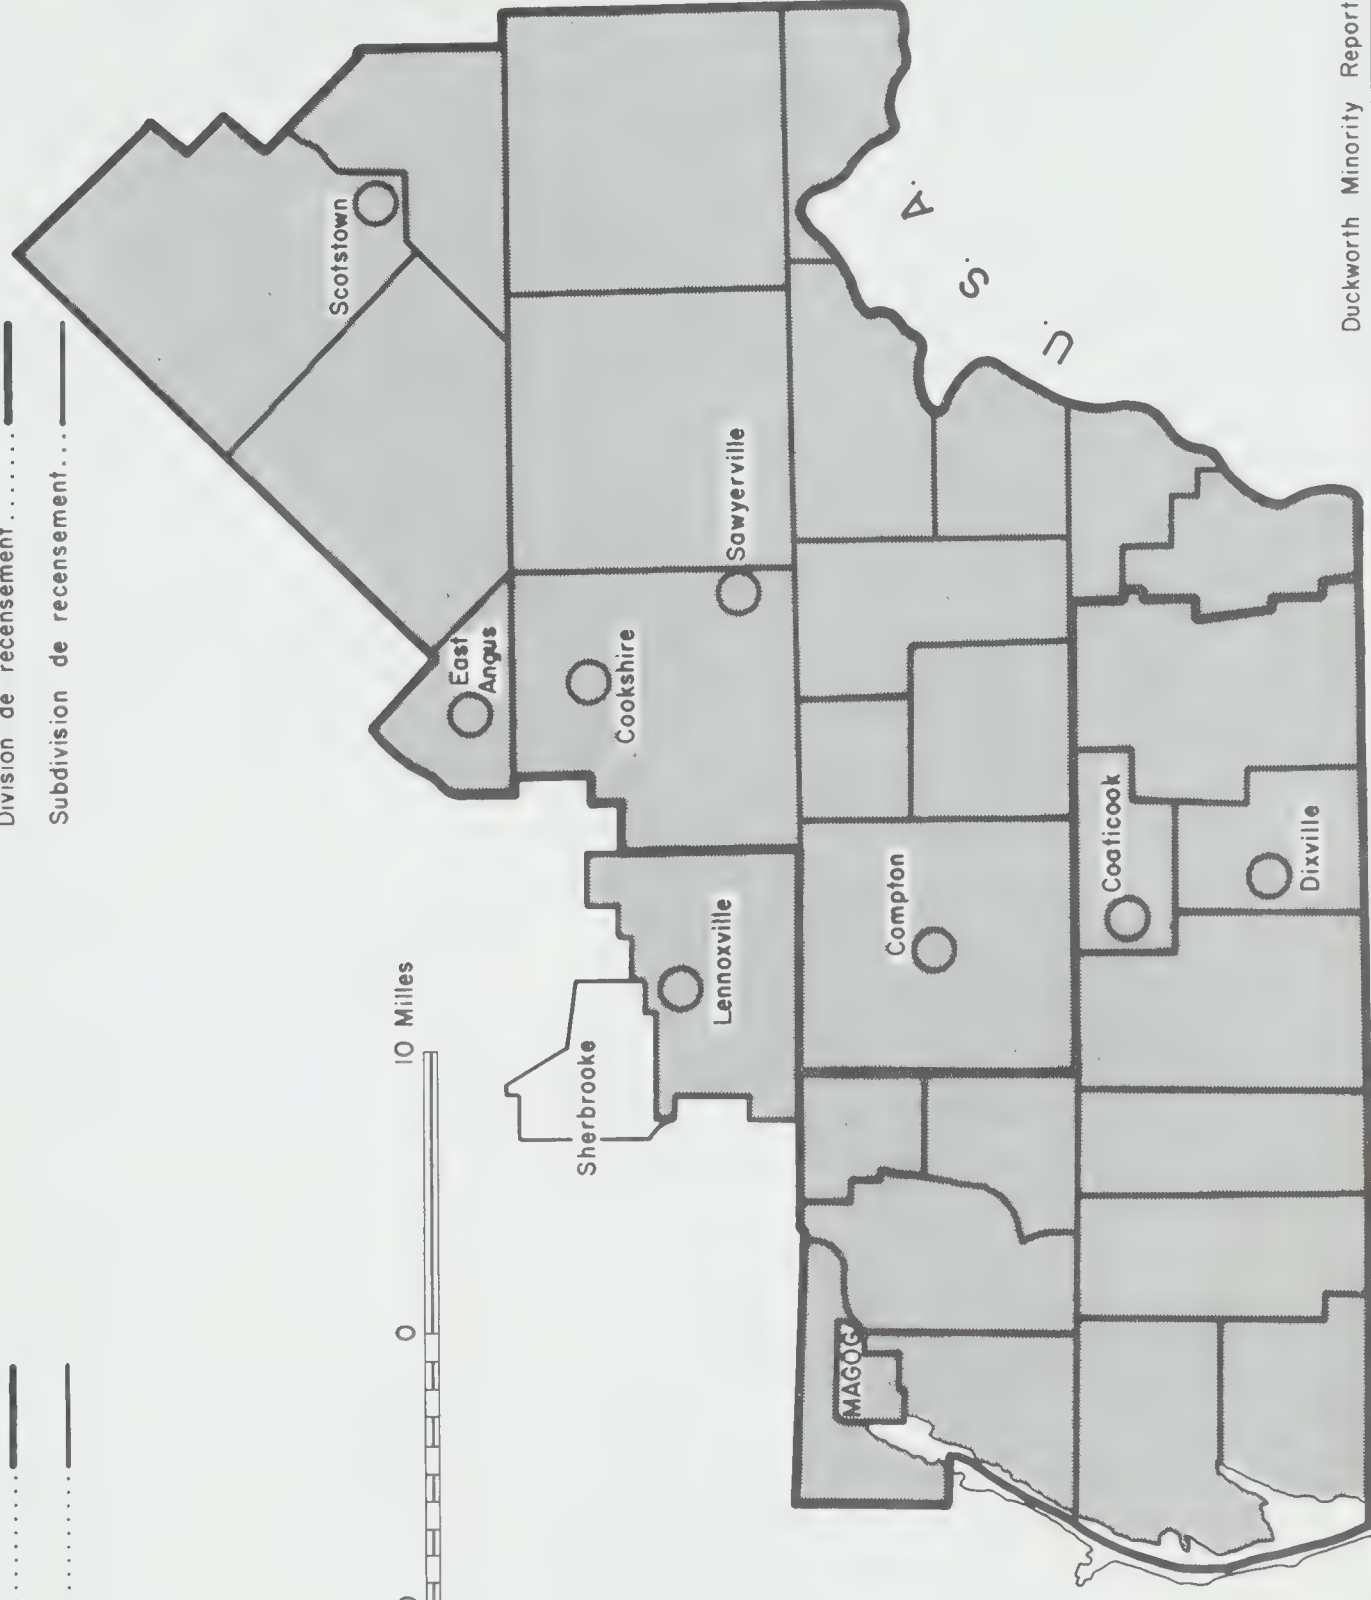 Division de recensement.......
Subdivision de recensement...
10 Milles
0
Scotstown
East
Angus
Cookshire
Sawyerville
Sherbrooke
Lennoxville
Compton
Coaticook
Dixville
MAGOG
U. S. A.
Duckworth Minority Report